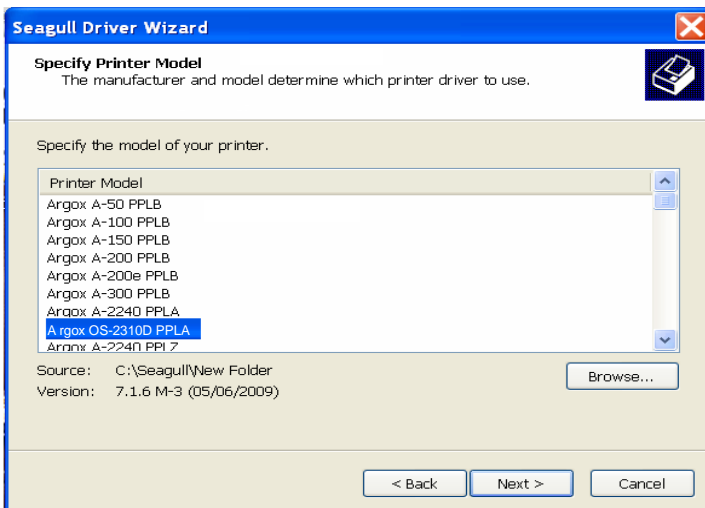 Seagull Driver Wizard
Specify Printer Model
The manufacturer and model determine which printer driver to use.
Specify the model of your printer.
Printer Model
Argox A-50 PPLB
Argox A-100 PPLB
Argox A-150 PPLB
Argox A-200 PPLB
Argox A-200e PPLB
Argox A-300 PPLB
Argox A-2240 PPLA
A rgox OS-2310D PPLA
Argox A-2240 PPLZ
Source: C:\Seagull\New Folder
Browse...
Version: 7.1.6 M-3 (05/06/2009)
< Back Next > Cancel